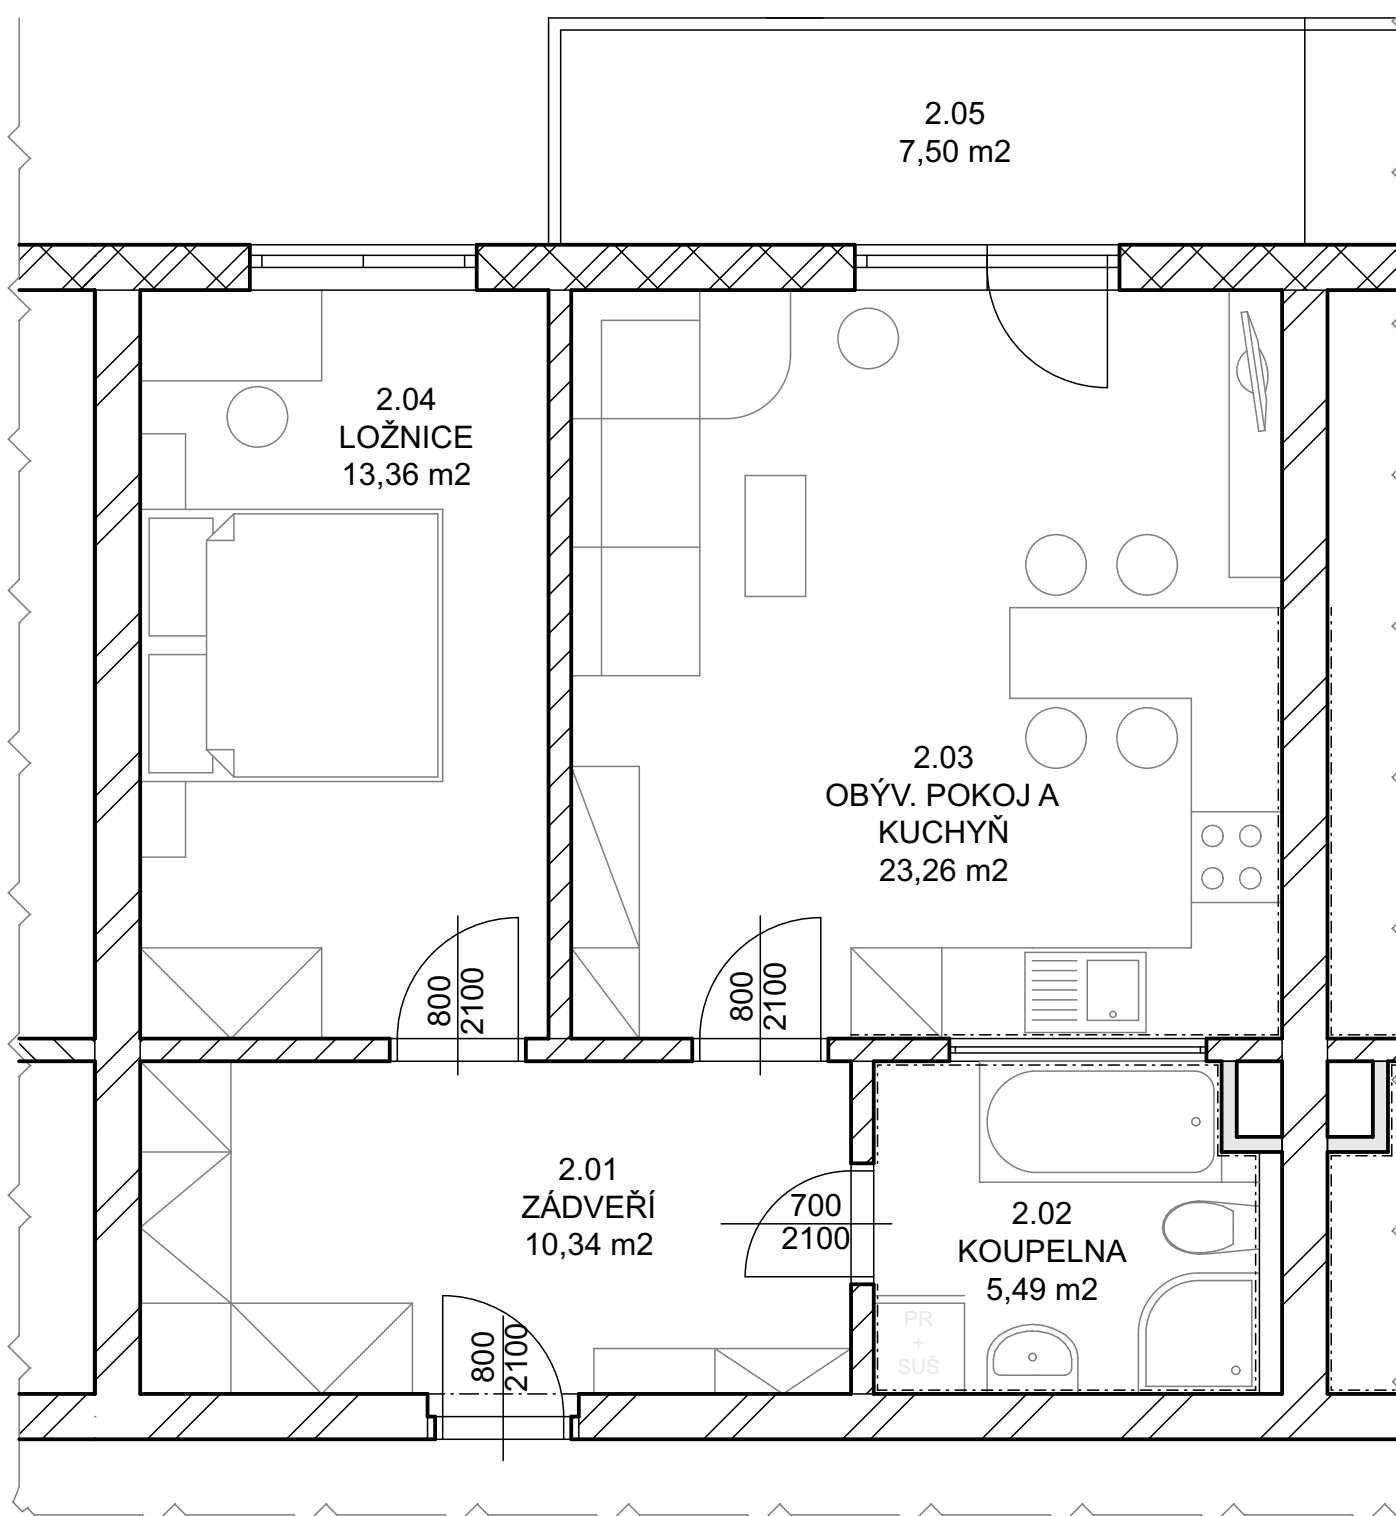 2.05
7,50 m2
2.04
LOŽNICE
13,36 m2
2.03
OBÝV. POKOJ A
KUCHYŇ
23,26 m2
800
2100
800
2100
2.01
ZÁDVEŘÍ
10,34 m2
700
2100
2.02
KOUPELNA
5,49 m2
PR
+
SUŠ
800
2100